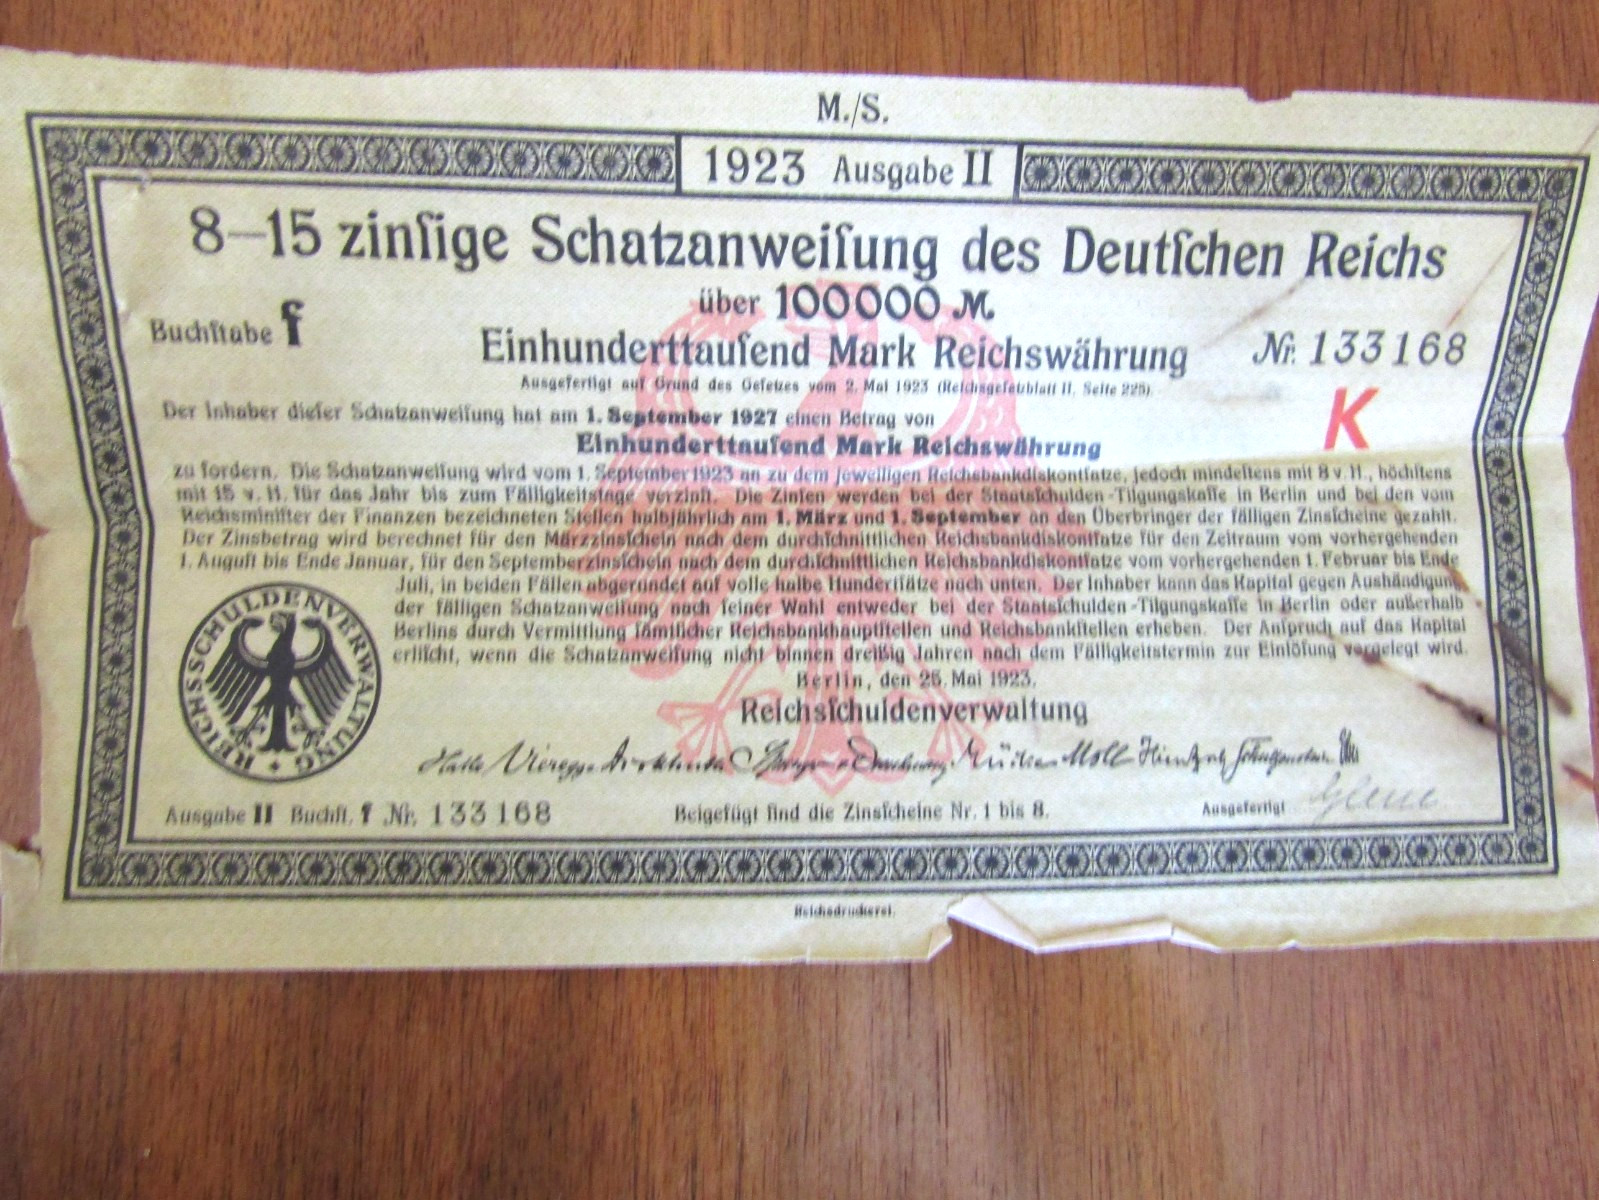 M./S.
1923 Ausgabe II
8—15 zinſige Schatzanweiſung des Deutſchen Reichs
über 100000 M.
Buchſtabe f
Einhunderttauſend Mark Reichswährung
Nr. 133168
Ausgefertigt auf Grund des Geſetzes vom 2. Mai 1923 (Reichsgeſetzblatt II, Seite 225).
K
Der Inhaber dieſer Schatzanweiſung hat am 1. September 1927 einen Betrag von
Einhunderttauſend Mark Reichswährung
zu fordern. Die Schatzanweiſung wird vom 1. September 1923 an zu dem jeweiligen Reichsbankdiskontſatze, jedoch mindeſtens mit 8 v. H., höchſtens
mit 15 v. H. für das Jahr bis zum Fälligkeitstage verzinſt. Die Zinſen werden bei der Staatsſchulden-Tilgungskaſſe in Berlin und bei den vom
Reichsminiſter der Finanzen bezeichneten Stellen halbjährlich am 1. März und 1. September an den Überbringer der fälligen Zinsſcheine gezahlt.
Der Zinsbetrag wird berechnet für den Märzzinsſchein nach dem durchſchnittlichen Reichsbankdiskontſatze für den Zeitraum vom vorhergehenden
1. Auguſt bis Ende Januar, für den Septemberzinsſchein nach dem durchſchnittlichen Reichsbankdiskontſatze vom vorhergehenden 1. Februar bis Ende
Juli, in beiden Fällen abgerundet auf volle halbe Hundertſätze nach unten. Der Inhaber kann das Kapital gegen Aushändigung
der fälligen Schatzanweiſung nach ſeiner Wahl entweder bei der Staatsſchulden-Tilgungskaſſe in Berlin oder außerhalb
Berlins durch Vermittlung ſämtlicher Reichsbankhauptſtellen und Reichsbankſtellen erheben. Der Anſpruch auf das Kapital
erliſcht, wenn die Schatzanweiſung nicht binnen dreißig Jahren nach dem Fälligkeitstermin zur Einlöſung vorgelegt wird.
Berlin, den 25. Mai 1923.
Reichsſchuldenverwaltung
REICHSSCHULDENVERWALTUNG
Halle Vieregge Mücke Moll
Ausgabe II Buchſt. f Nr. 133168
Beigefügt ſind die Zinsſcheine Nr. 1 bis 8.
Ausgefertigt
Reichsdruckerei.